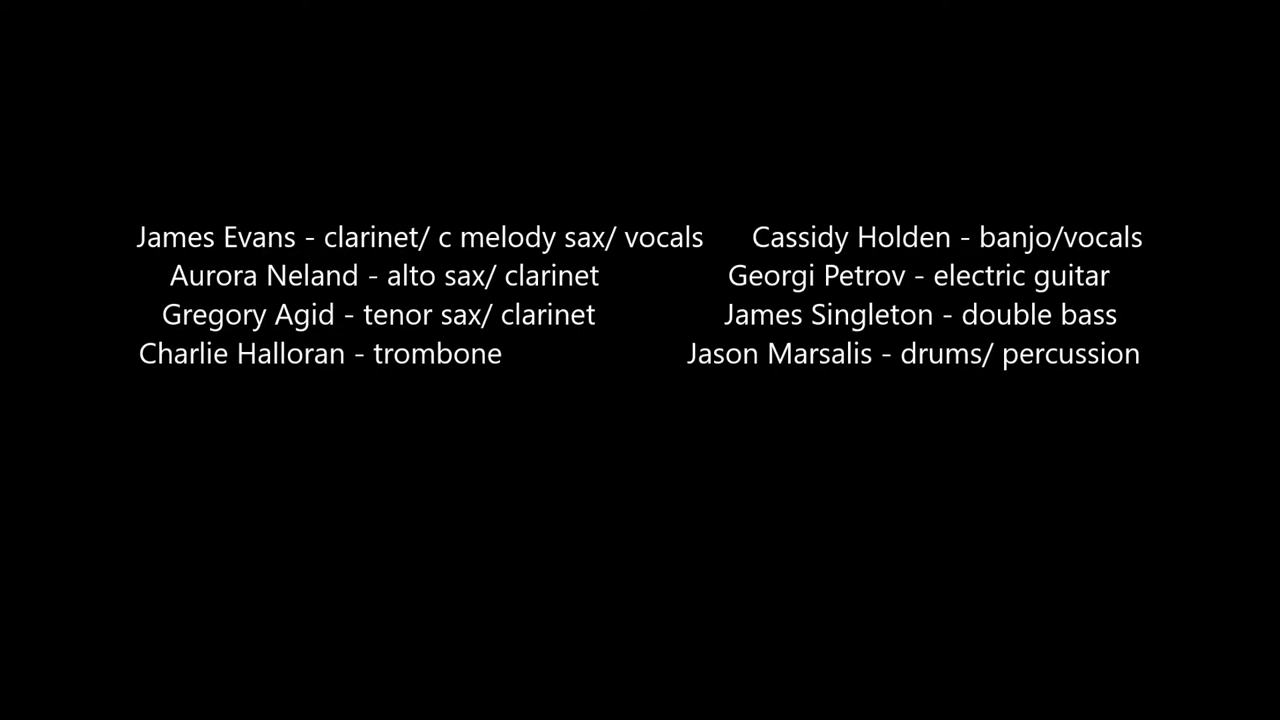 James Evans - clarinet/ c melody sax/ vocals Cassidy Holden - banjo/vocals
Aurora Neland - alto sax/ clarinet Georgi Petrov - electric guitar
Gregory Agid - tenor sax/ clarinet James Singleton - double bass
Charlie Halloran - trombone Jason Marsalis - drums/ percussion